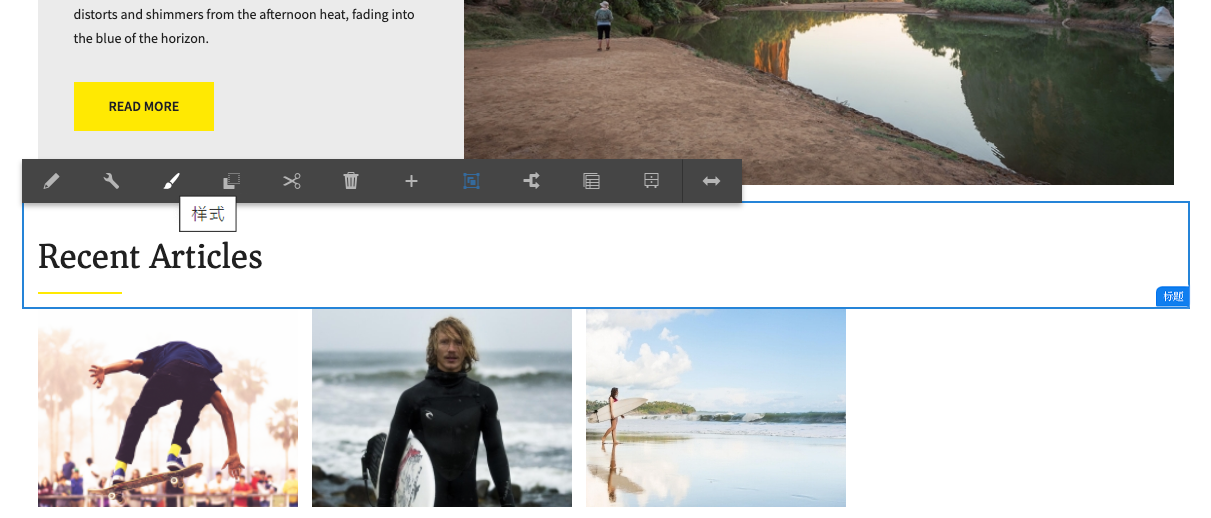 distorts and shimmers from the afternoon heat, fading into
the blue of the horizon.
READ MORE
样式
Recent Articles
标题